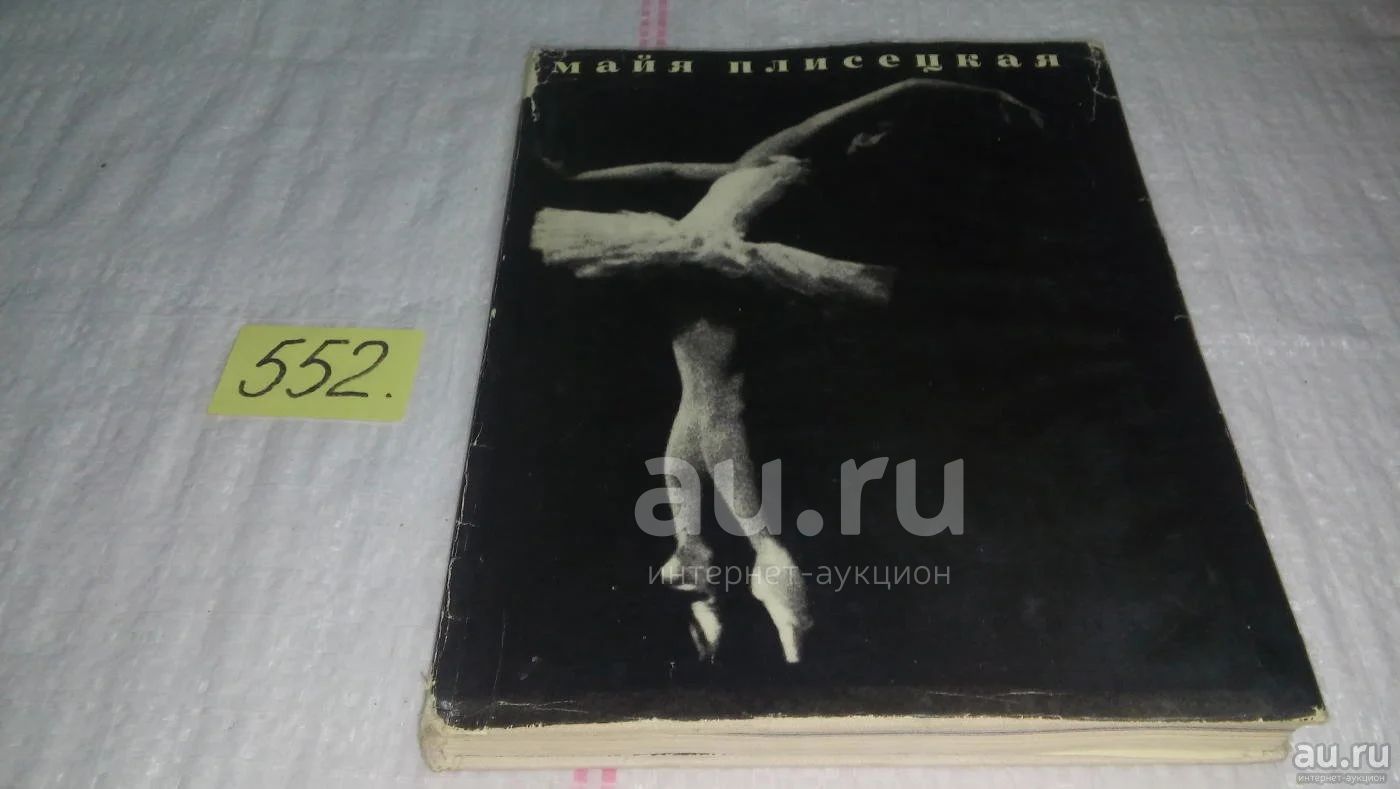 майя плисецкая
552.
au.ru
интернет-аукцион
au.ru
интернет-аукцион